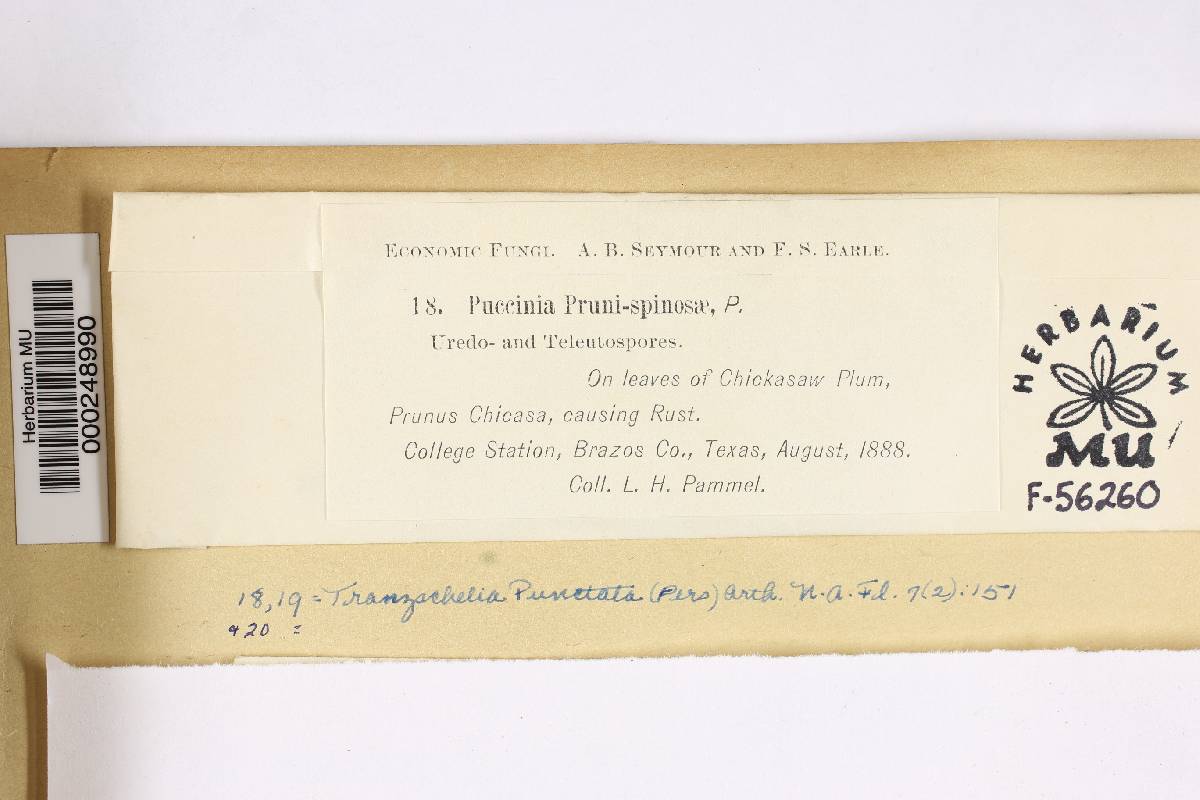 Herbarium MU
000248990
ECONOMIC FUNGI. A. B. SEYMOUR AND F. S. EARLE.
18. Puccinia Pruni-spinosæ, P.
Uredo- and Teleutospores.
On leaves of Chickasaw Plum,
Prunus Chicasa, causing Rust.
College Station, Brazos Co., Texas, August, 1888.
Coll. L. H. Pammel.
HERBARIUM
MU
F-56260
18,19 = Tranzschelia Punctata (Pers) Arth. N.A.Fl. 7(2):151
+20 =